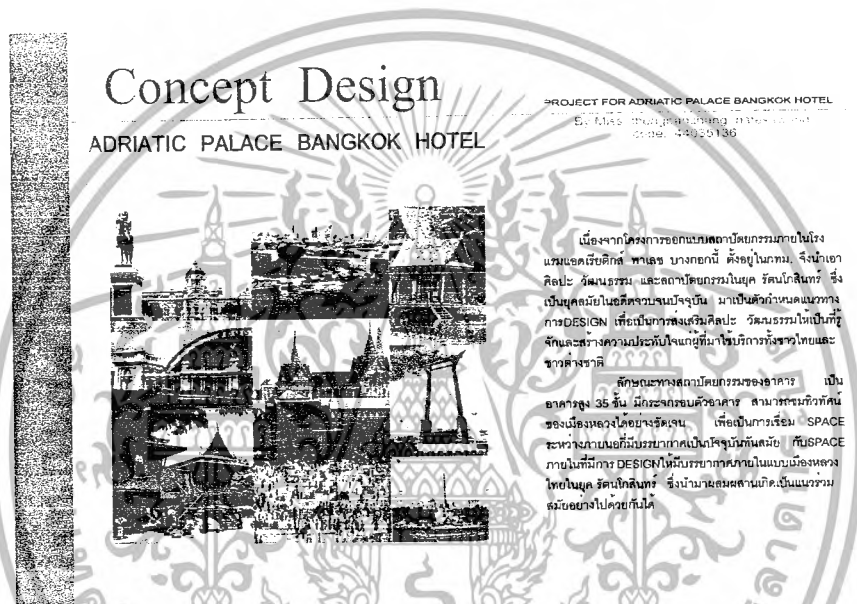 Concept Design
ADRIATIC PALACE BANGKOK HOTEL
PROJECT FOR ADRIATIC PALACE BANGKOK HOTEL
By Miss
code: 44035136
เนื่องจากโครงการออกแบบสถาปัตยกรรมภายในโรง
แรมแอดเรียติกส์ พาเลซ บางกอกนี้ ตั้งอยู่ในกทม. จึงนำเอา
ศิลปะ วัฒนธรรม และสถาปัตยกรรมในยุค รัตนโกสินทร์ ซึ่ง
เป็นยุคสมัยในอดีตจวบจนปัจจุบัน มาเป็นตัวกำหนดแนวทาง
การDESIGN เพื่อเป็นการส่งเสริมศิลปะ วัฒนธรรมให้เป็นที่รู้
จักและสร้างความประทับใจแก่ผู้ที่มาใช้บริการทั้งชาวไทยและ
ชาวต่างชาติ
ลักษณะทางสถาปัตยกรรมของอาคาร เป็น
อาคารสูง 35 ชั้น มีกระจกรอบตัวอาคาร สามารถชมทิวทัศน์
ของเมืองหลวงได้อย่างชัดเจน เพื่อเป็นการเชื่อม SPACE
ระหว่างภายนอกที่มีบรรยากาศเป็นปัจจุบันทันสมัย กับSPACE
ภายในที่มีการ DESIGNให้มีบรรยากาศภายในแบบเมืองหลวง
ไทยในยุค รัตนโกสินทร์ ซึ่งนำมาผสมผสานเกิดเป็นแนวร่วม
สมัยอย่างไปด้วยกันได้